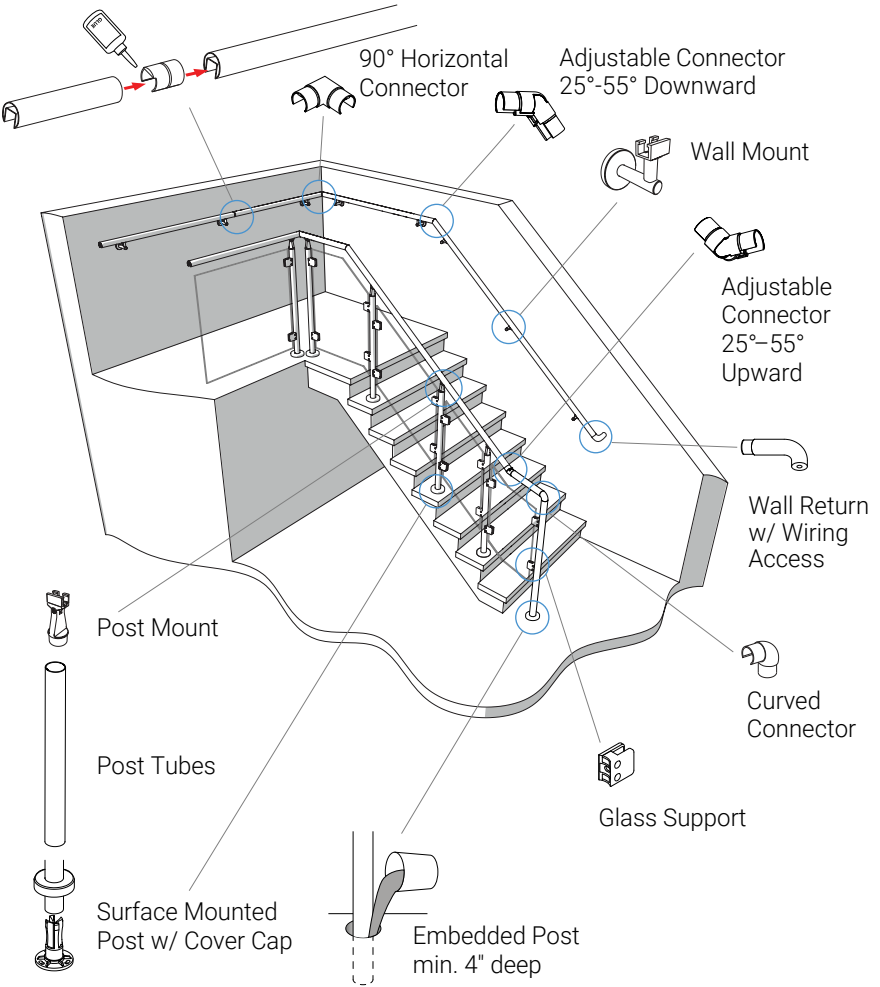 GLUE
90° Horizontal
Connector
Adjustable Connector
25°-55° Downward
Wall Mount
Adjustable
Connector
25°–55°
Upward
Wall Return
w/ Wiring
Access
Post Mount
Curved
Connector
Post Tubes
Glass Support
Surface Mounted
Post w/ Cover Cap
Embedded Post
min. 4" deep